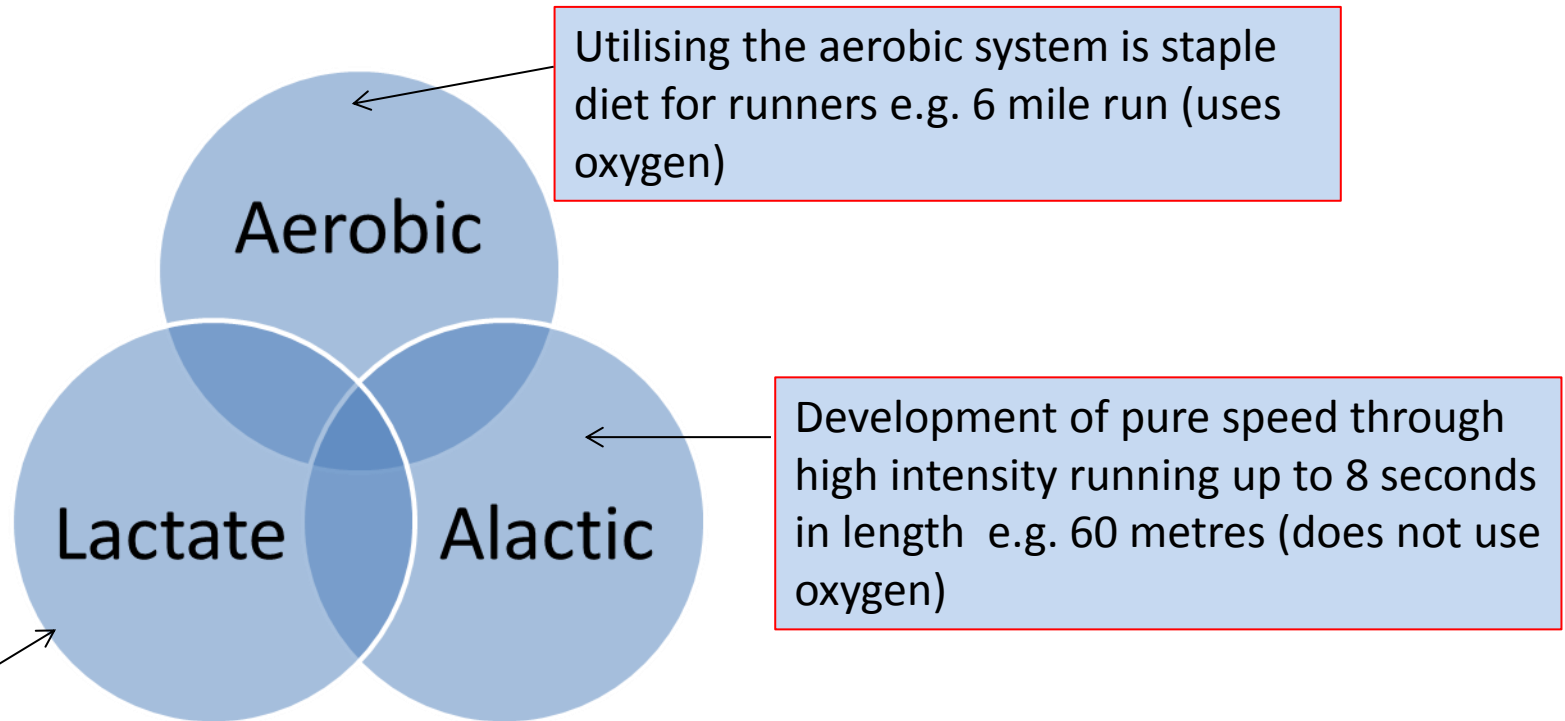 Utilising the aerobic system is staple
diet for runners e.g. 6 mile run (uses
oxygen)
Aerobic
Development of pure speed through
high intensity running up to 8 seconds
in length e.g. 60 metres (does not use
oxygen)
Lactate
Alactic